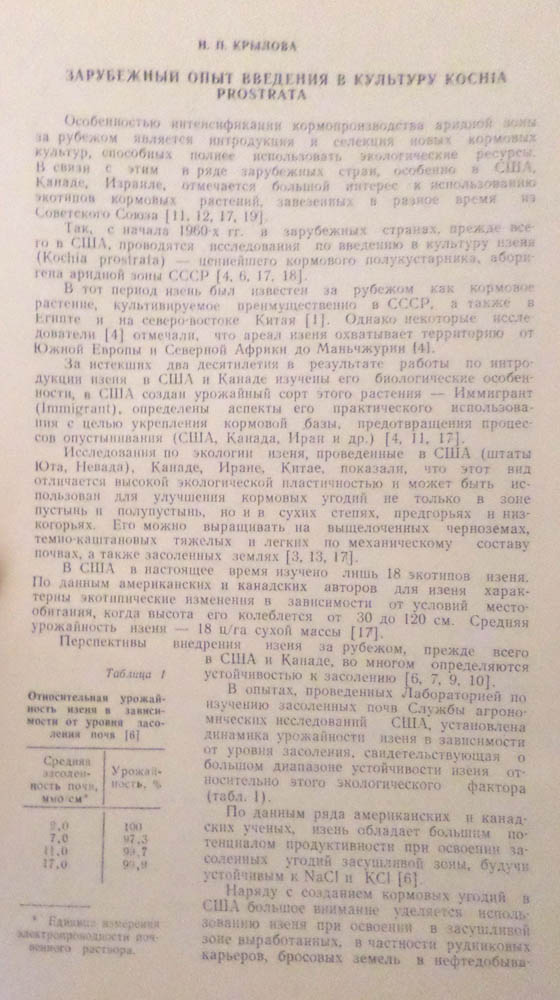 Н. П. КРЫЛОВА
ЗАРУБЕЖНЫЙ ОПЫТ ВВЕДЕНИЯ В КУЛЬТУРУ KOCHIA
PROSTRATA
Особенностью интенсификации кормопроизводства аридной зоны
за рубежом является интродукция и селекция новых кормовых
культур, способных полнее использовать экологические ресурсы.
В связи с этим в ряде зарубежных стран, особенно в США,
Канаде, Израиле, отмечается большой интерес к использованию
экотипов кормовых растений, завезенных в разное время из
Советского Союза [11, 12, 17, 19].
Так, с начала 1960-х гг. в зарубежных странах, прежде все-
го в США, проводятся исследования по введению в культуру изеня
(Kochia prostrata) — ценнейшего кормового полукустарника, абори-
гена аридной зоны СССР [4, 6, 17, 18].
В тот период изень был известен за рубежом как кормовое
растение, культивируемое преимущественно в СССР, а также в
Египте и на северо-востоке Китая [1]. Однако некоторые иссле-
дователи [4] отмечали, что ареал изеня охватывает территорию от
Южной Европы и Северной Африки до Маньчжурии [4].
За истекших два десятилетия в результате работы по интро-
дукции изеня в США и Канаде изучены его биологические особен-
ности, в США создан урожайный сорт этого растения — Иммигрант
(Immigrant), определены аспекты его практического использова-
ния с целью укрепления кормовой базы, предотвращения процес-
сов опустынивания (США, Канада, Иран и др.) [4, 11, 17].
Исследования по экологии изеня, проведенные в США (штаты
Юта, Невада), Канаде, Иране, Китае, показали, что этот вид
отличается высокой экологической пластичностью и может быть ис-
пользован для улучшения кормовых угодий не только в зоне
пустынь и полупустынь, но и в сухих степях, предгорьях и низ-
когорьях. Его можно выращивать на выщелоченных черноземах,
темно-каштановых тяжелых и легких по механическому составу
почвах, а также засоленных землях [3, 13, 17].
В США в настоящее время изучено лишь 18 экотипов изеня.
По данным американских и канадских авторов для изеня харак-
терны экотипические изменения в зависимости от условий место-
обитания, когда высота его колеблется от 30 до 120 см. Средняя
урожайность изеня — 18 ц/га сухой массы [17].
Перспективы внедрения изеня за рубежом, прежде всего
в США и Канаде, во многом определяются
устойчивостью к засолению [6, 7, 9, 10].
В опытах, проведенных Лабораторией по
изучению засоленных почв Службы агроно-
мических исследований США, установлена
динамика урожайности изеня в зависимости
от уровня засоления, свидетельствующая о
большом диапазоне устойчивости изеня от-
носительно этого экологического фактора
(табл. 1).
По данным ряда американских и канад-
ских ученых, изень обладает большим по-
тенциалом продуктивности при освоении за-
соленных угодий засушливой зоны, будучи
устойчивым к NaCl и KCl [6].
Наряду с созданием кормовых угодий в
США большое внимание уделяется исполь-
зованию изеня при освоении в засушливой
зоне выработанных, в частности рудниковых
карьеров, бросовых земель в нефтедобыва-
Таблица 1
Относительная урожай-
ность изеня в зависи-
мости от уровня засо-
ления почв [6]
Средняя
засолен-
ность почв,
ммо см*
Урожай-
ность, %
100
7,0 97,3
11,0
17,0
* Единица измерения
электропроводности поч-
венного раствора.